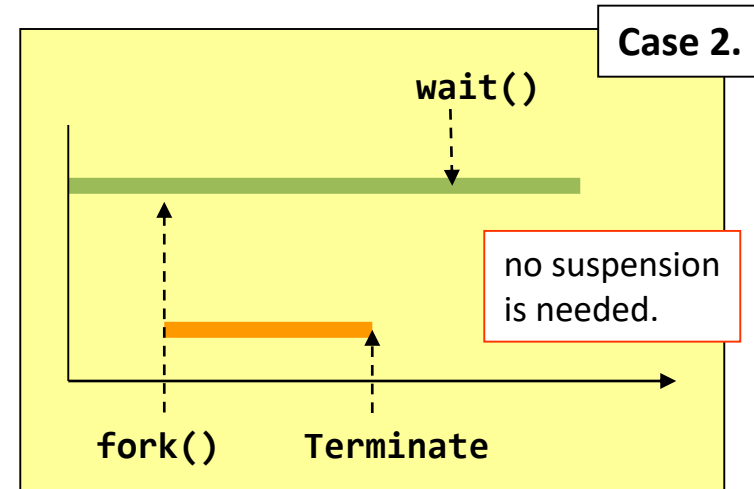 Case 2.
wait()
no suspension
is needed.
fork()
Terminate